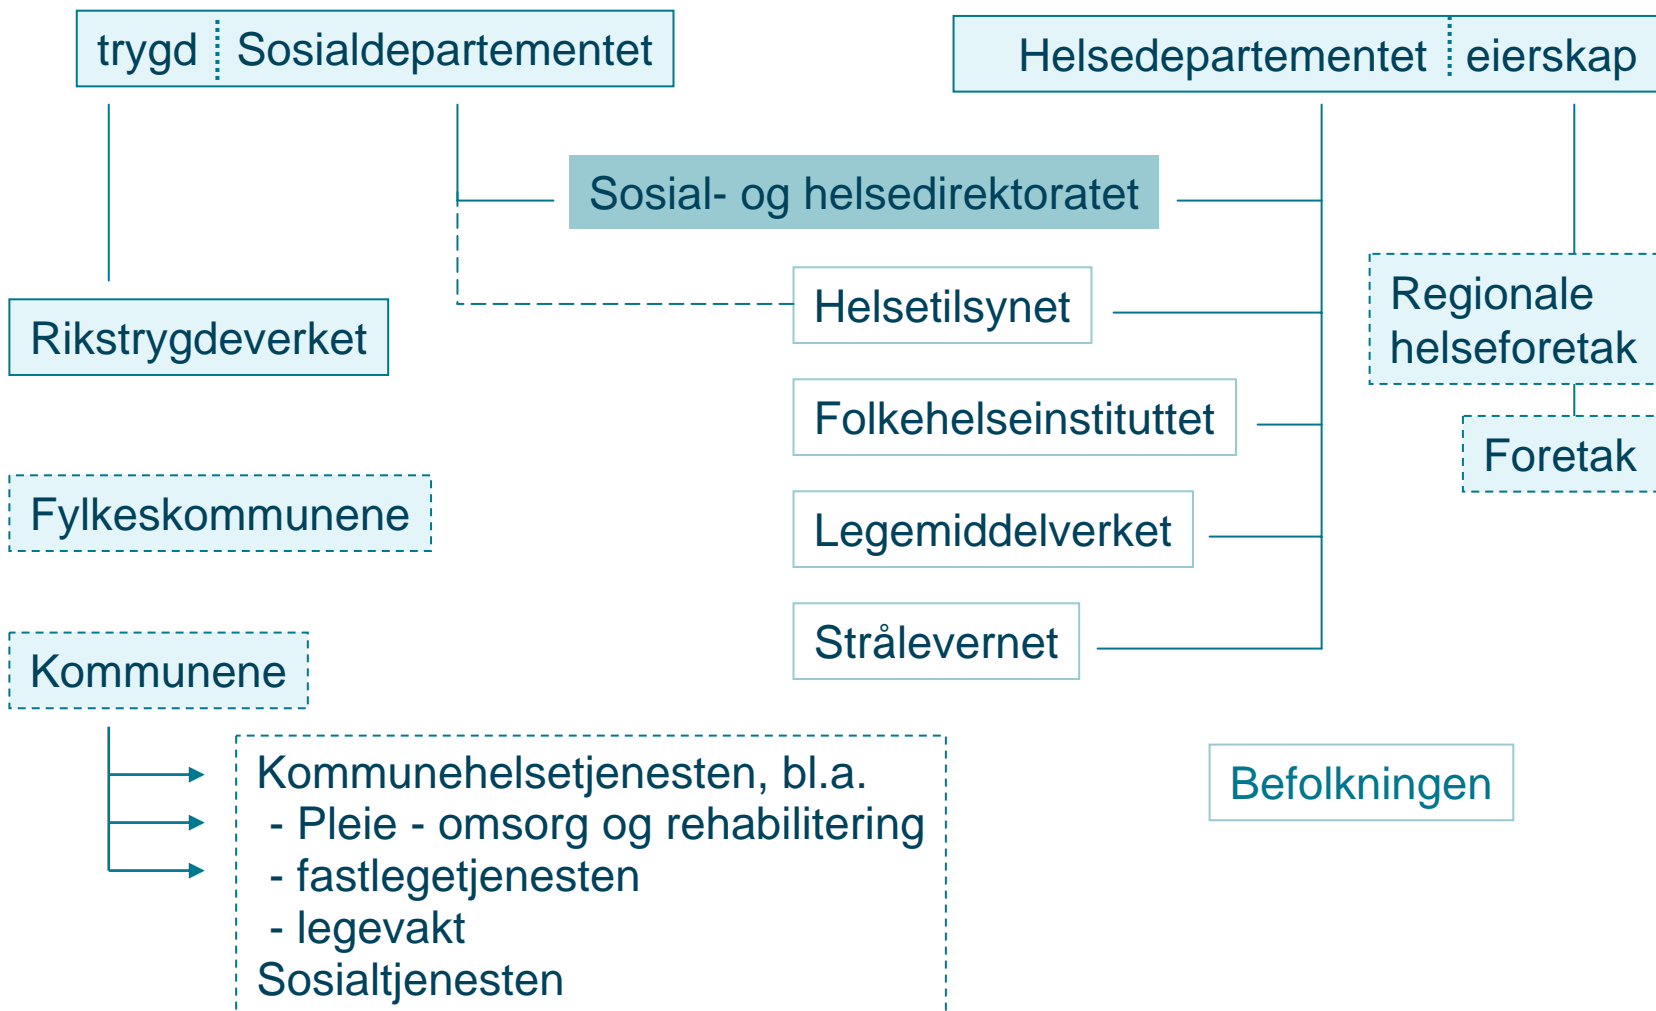 trygd Sosialdepartementet
Helsedepartementet eierskap
Sosial- og helsedirektoratet
Helsetilsynet
Regionale
helseforetak
Rikstrygdeverket
Folkehelseinstituttet
Foretak
Fylkeskommunene
Legemiddelverket
Strålevernet
Kommunene
Kommunehelsetjenesten, bl.a.
- Pleie - omsorg og rehabilitering
- fastlegetjenesten
- legevakt
Sosialtjenesten
Befolkningen